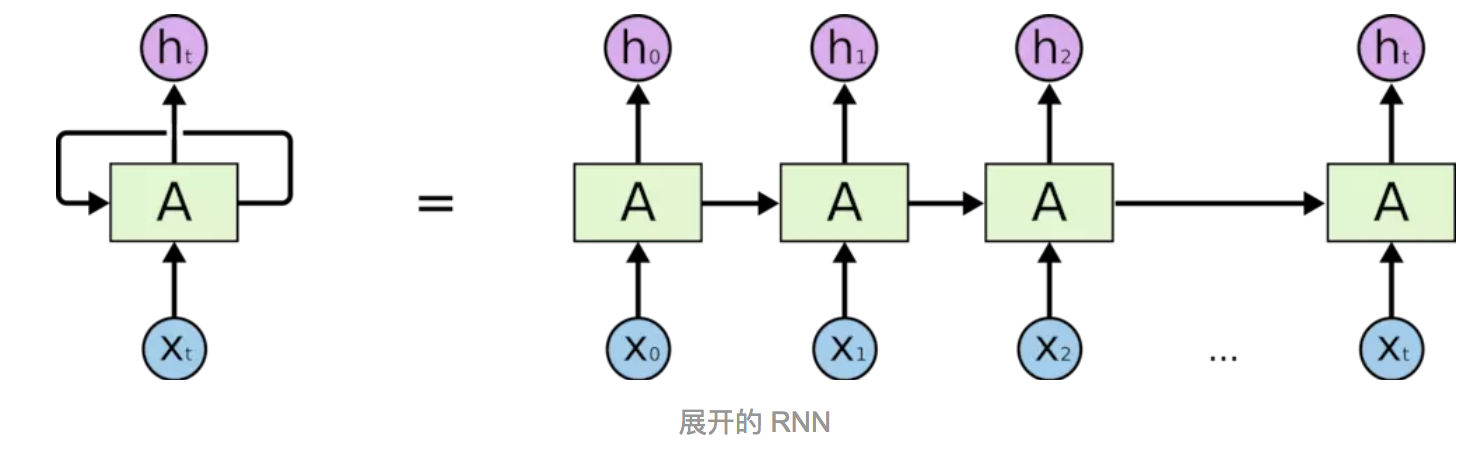 ht h0 h1 h2 ht
A = A A A A
xt x0 x1 x2 ... xt
展开的 RNN